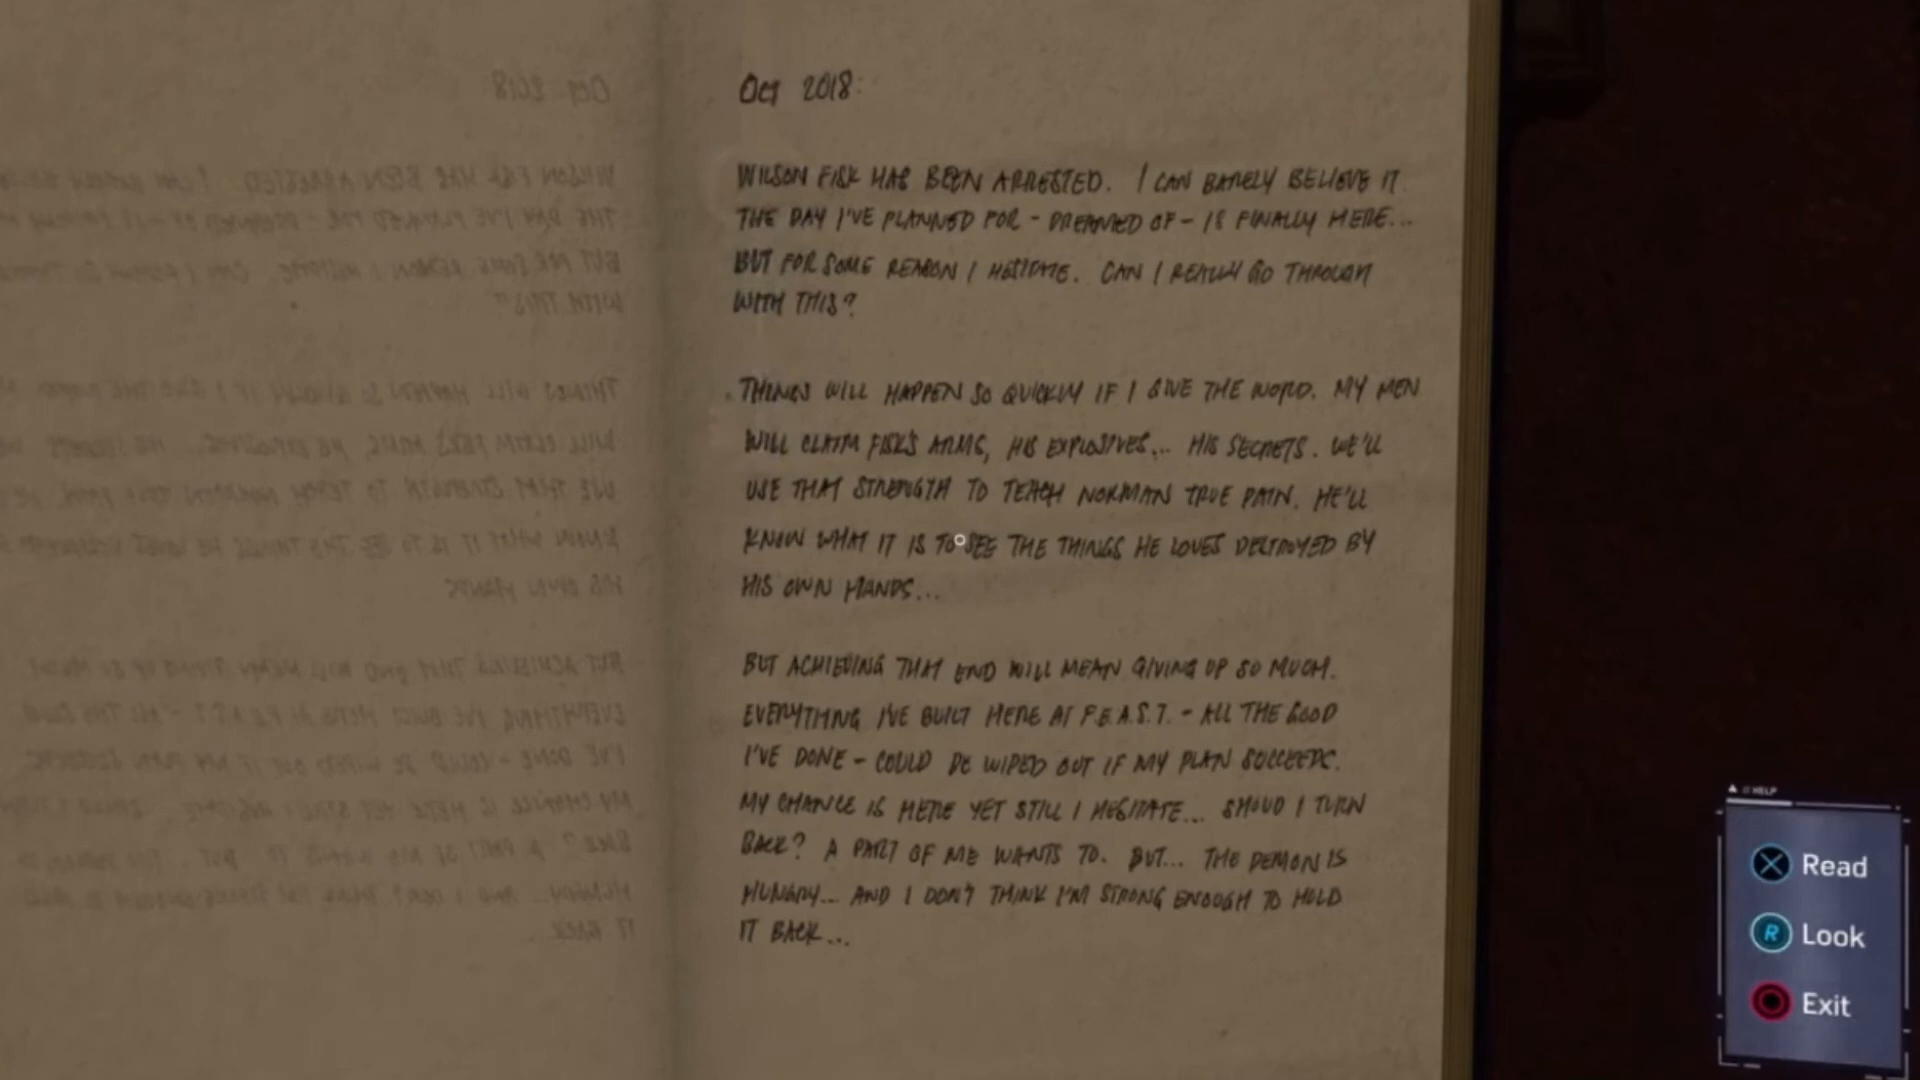 Oct 2018:
WILSON FISK HAS BEEN ARRESTED. I CAN BARELY BELIEVE IT.
THE DAY I'VE PLANNED FOR - DREAMED OF - IS FINALLY HERE...
BUT FOR SOME REASON I HESITATE. CAN I REALLY GO THROUGH
WITH THIS?
THINGS WILL HAPPEN SO QUICKLY IF I GIVE THE WORD. MY MEN
WILL CLAIM FISK'S ARMS, HIS EXPLOSIVES... HIS SECRETS. WE'LL
USE THAT STRENGTH TO TEACH NORMAN TRUE PAIN. HE'LL
KNOW WHAT IT IS TO SEE THE THINGS HE LOVES DESTROYED BY
HIS OWN HANDS...
BUT ACHIEVING THAT END WILL MEAN GIVING UP SO MUCH.
EVERYTHING I'VE BUILT HERE AT F.E.A.S.T. - ALL THE GOOD
I'VE DONE - COULD BE WIPED OUT IF MY PLAN SUCCEEDS.
MY CHANCE IS HERE YET STILL I HESITATE... SHOULD I TURN
BACK? A PART OF ME WANTS TO. BUT... THE DEMON IS
HUNGRY... AND I DON'T THINK I'M STRONG ENOUGH TO HOLD
IT BACK...
HELP
Read
R Look
Exit